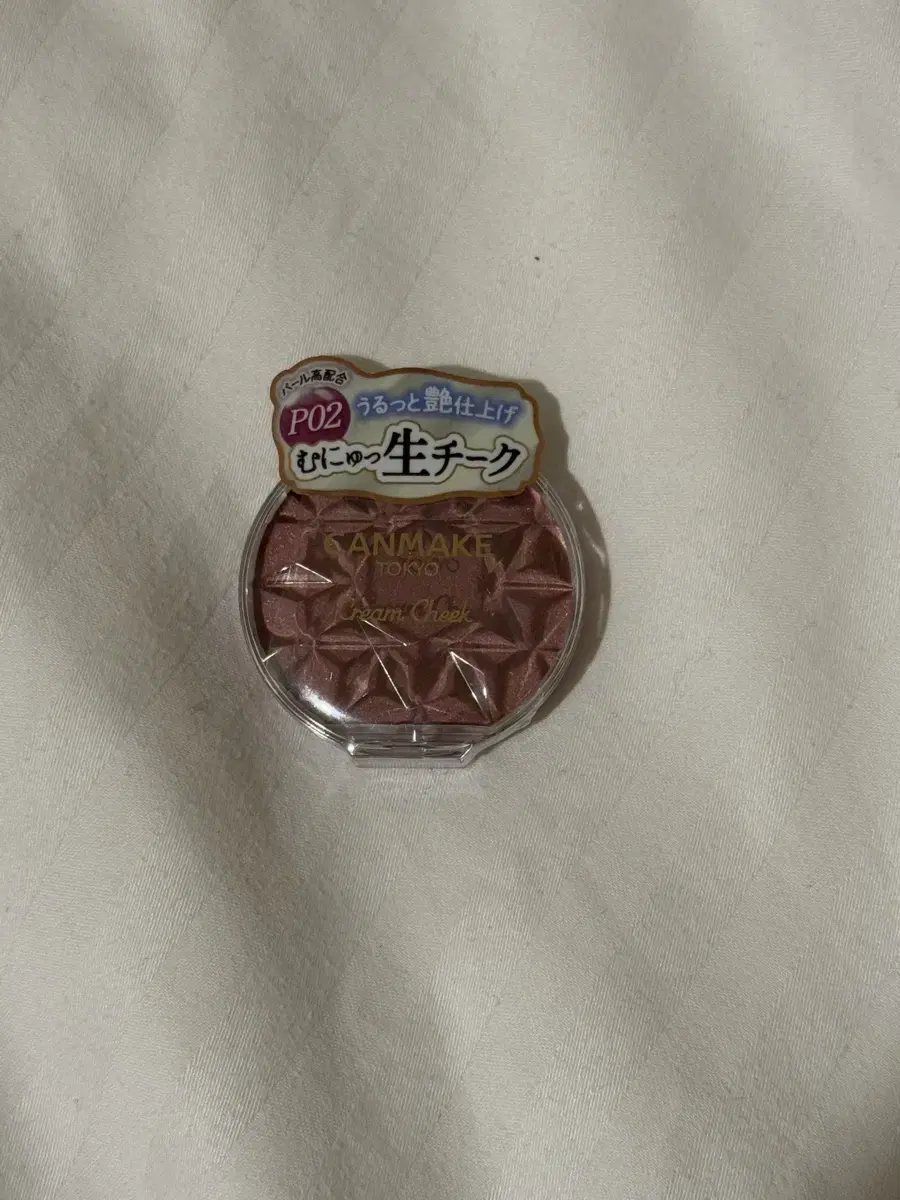 パール高配合
P02
うるっと艶仕上げ
むにゅっ生チーク
CANMAKE
TOKYO
Cream Cheek